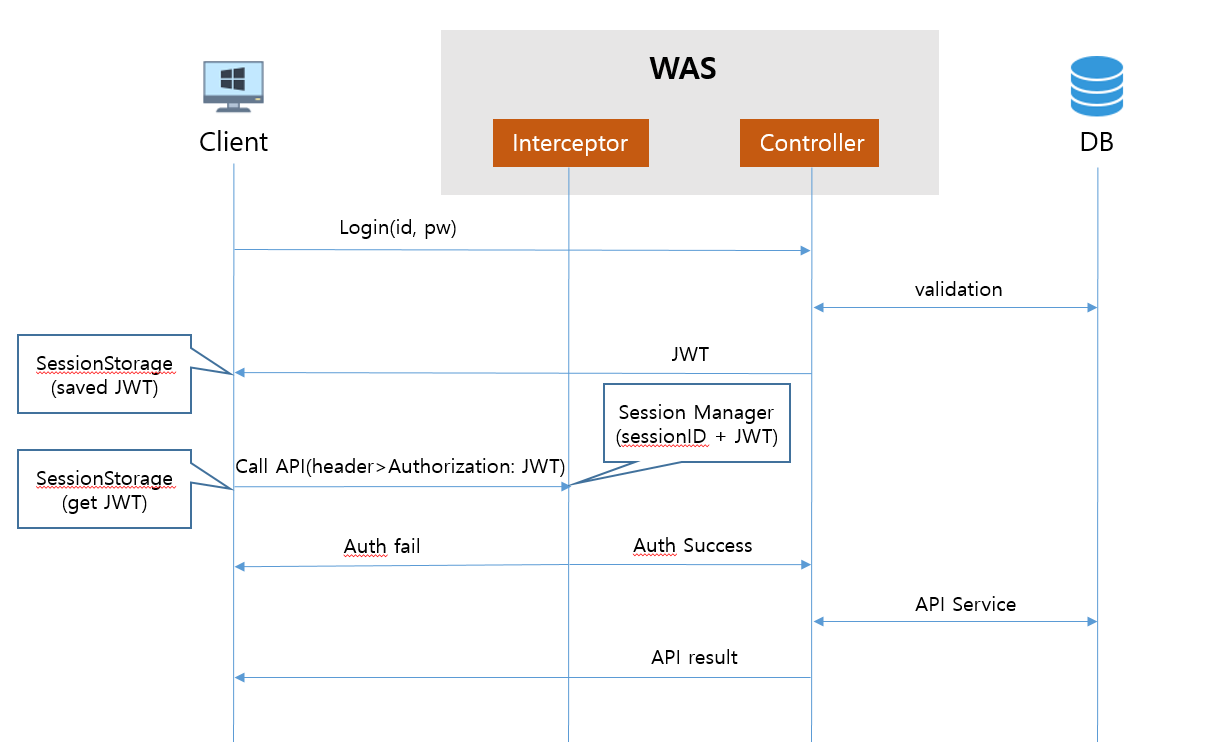 WAS
Client
Interceptor
Controller
DB
Login(id, pw)
validation
JWT
SessionStorage
(saved JWT)
Session Manager
(sessionID + JWT)
Call API(header>Authorization: JWT)
SessionStorage
(get JWT)
Auth fail
Auth Success
API Service
API result